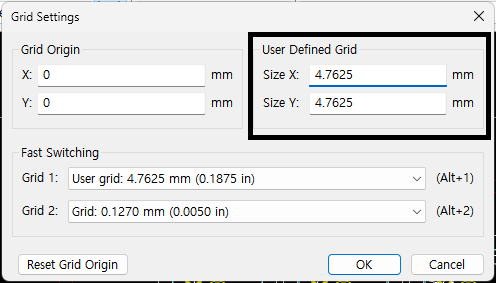 Grid Settings
Grid Origin
X: 0 mm
Y: 0 mm
User Defined Grid
Size X: 4.7625 mm
Size Y: 4.7625 mm
Fast Switching
Grid 1: User grid: 4.7625 mm (0.1875 in) (Alt+1)
Grid 2: Grid: 0.1270 mm (0.0050 in) (Alt+2)
Reset Grid Origin OK Cancel